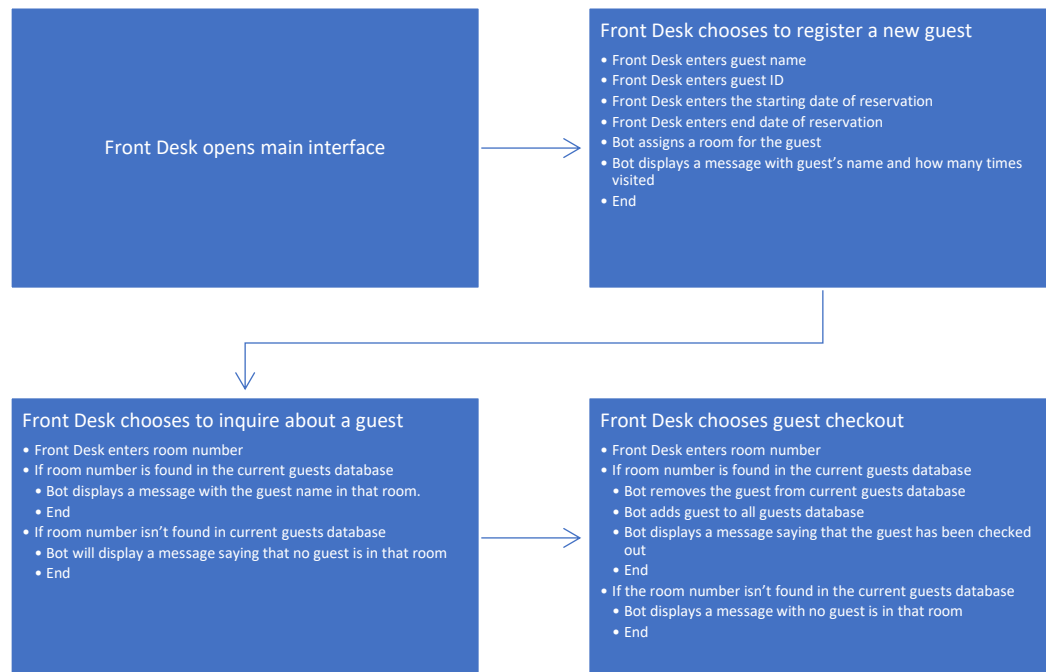 Front Desk opens main interface
Front Desk chooses to register a new guest
• Front Desk enters guest name
• Front Desk enters guest ID
• Front Desk enters the starting date of reservation
• Front Desk enters end date of reservation
• Bot assigns a room for the guest
• Bot displays a message with guest’s name and how many times
visited
• End
Front Desk chooses to inquire about a guest
• Front Desk enters room number
• If room number is found in the current guests database
• Bot displays a message with the guest name in that room.
• End
• If room number isn’t found in current guests database
• Bot will display a message saying that no guest is in that room
• End
Front Desk chooses guest checkout
• Front Desk enters room number
• If room number is found in the current guests database
• Bot removes the guest from current guests database
• Bot adds guest to all guests database
• Bot displays a message saying that the guest has been checked
out
• End
• If the room number isn’t found in the current guests database
• Bot displays a message with no guest is in that room
• End